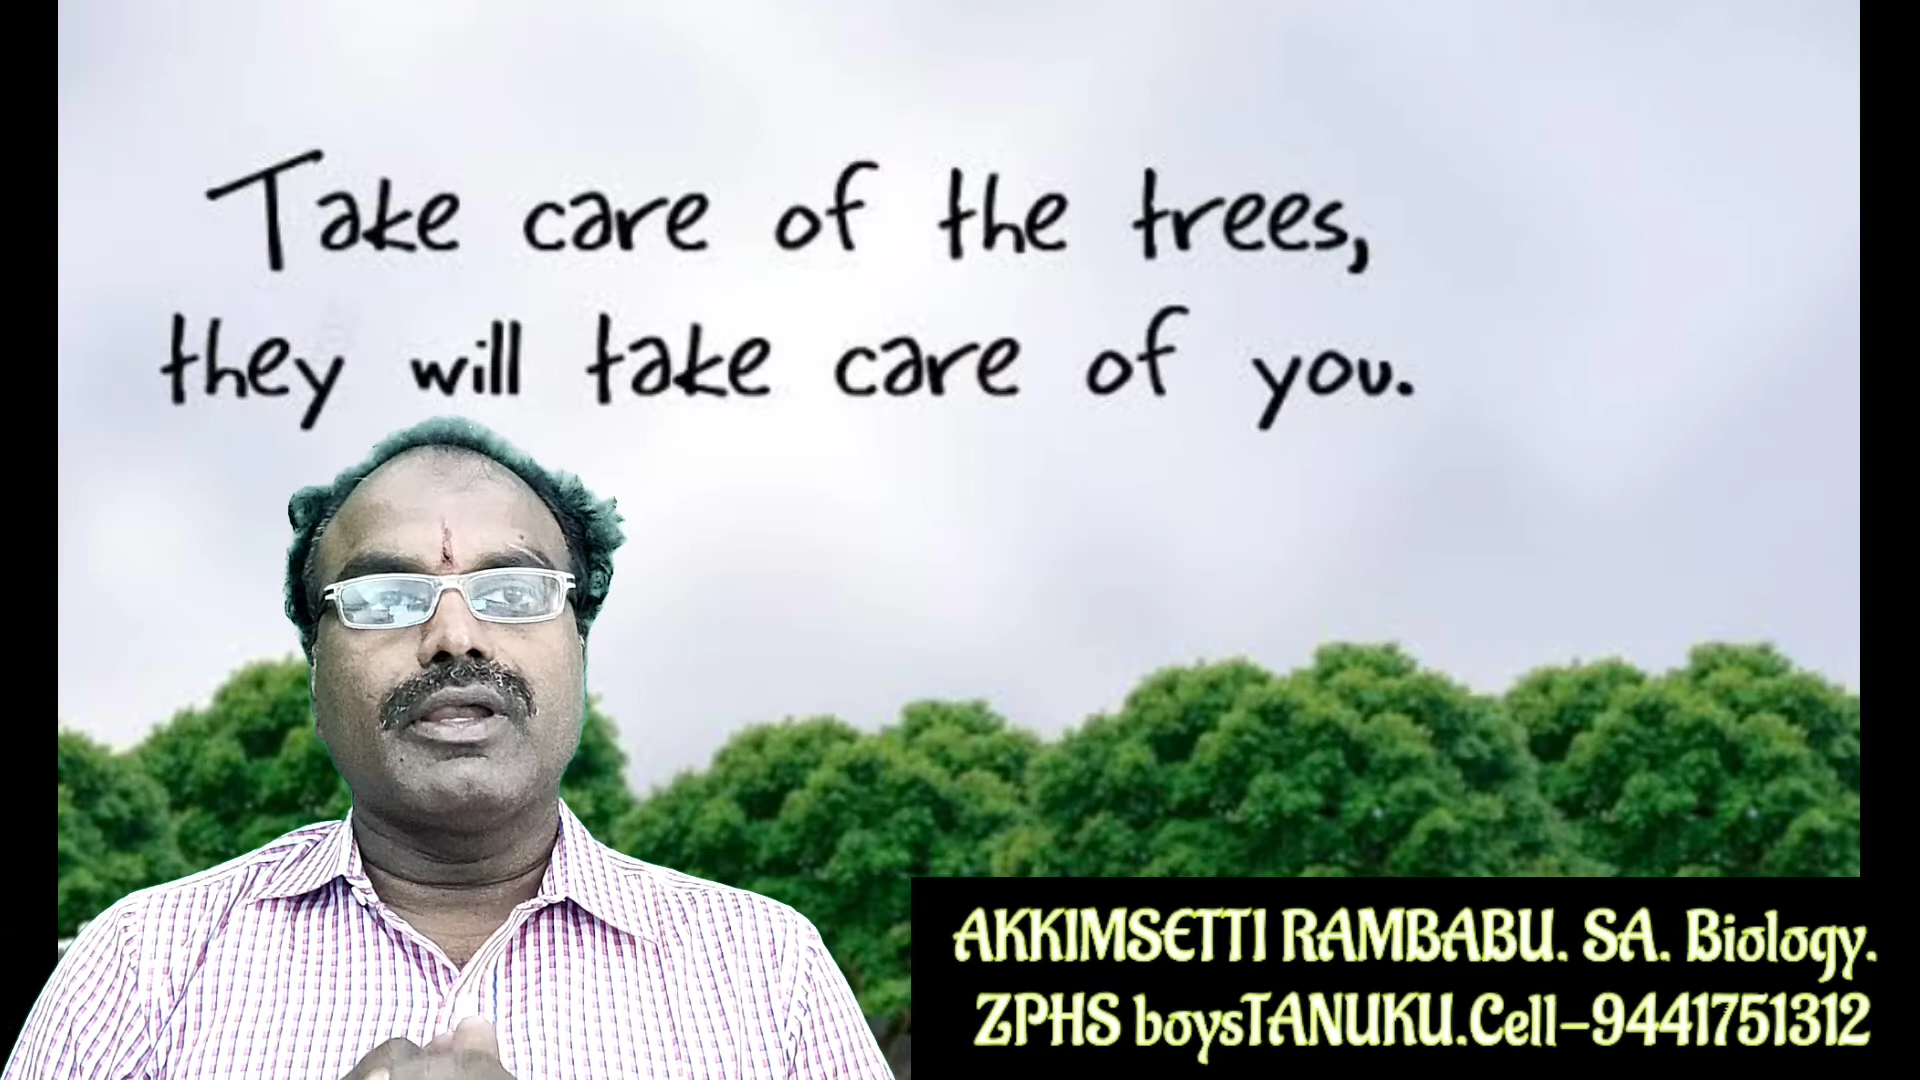 Take care of the trees,
they will take care of you.
AKKIMSETTI RAMBABU. SA. Biology.
ZPHS boysTANUKU.Cell-9441751312